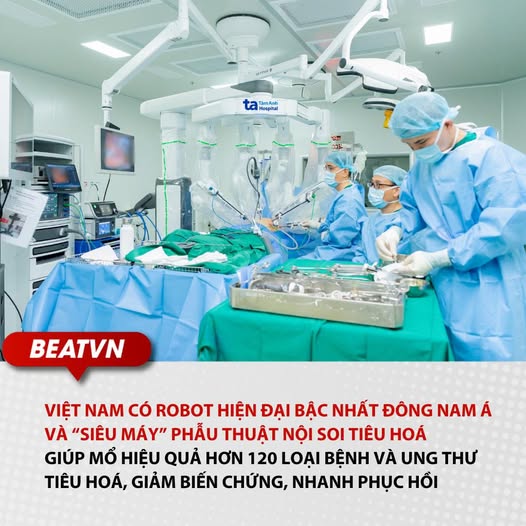 ta Tâm Anh
Hospital
BEATVN
VIỆT NAM CÓ ROBOT HIỆN ĐẠI BẬC NHẤT ĐÔNG NAM Á
VÀ “SIÊU MÁY” PHẪU THUẬT NỘI SOI TIÊU HOÁ
GIÚP MỔ HIỆU QUẢ HƠN 120 LOẠI BỆNH VÀ UNG THƯ
TIÊU HOÁ, GIẢM BIẾN CHỨNG, NHANH PHỤC HỒI